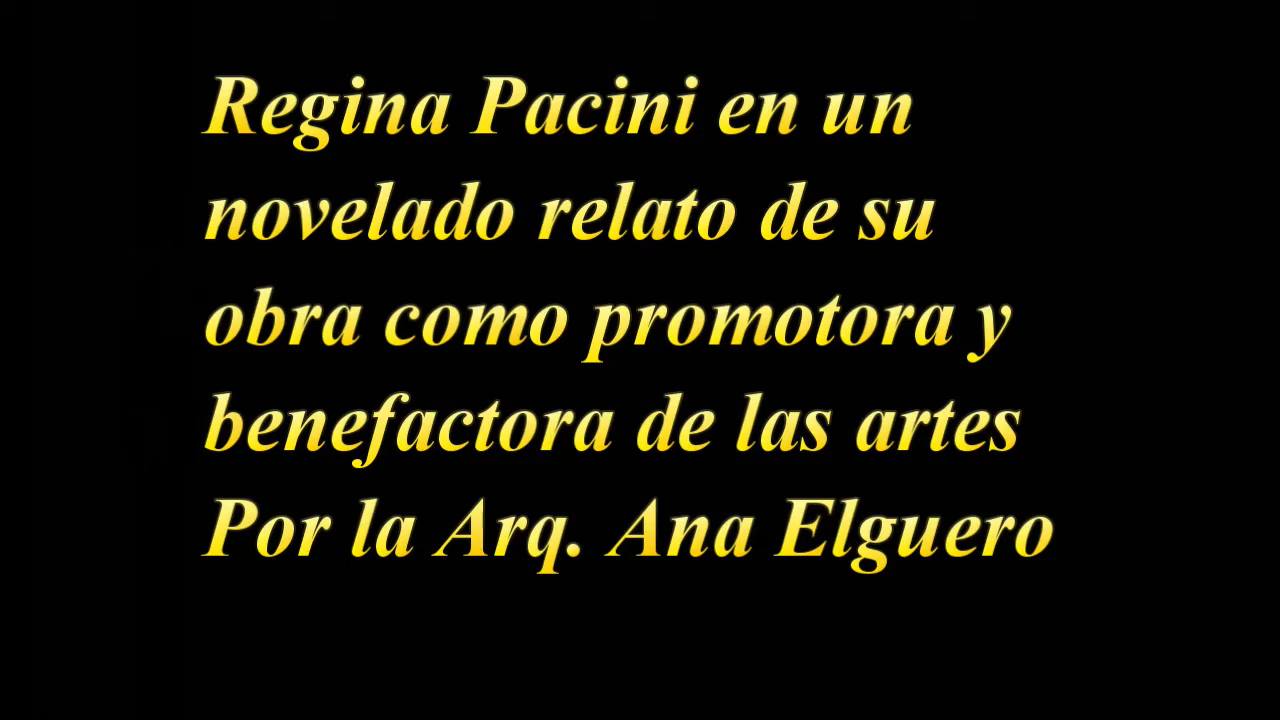 Regina Pacini en un
novelado relato de su
obra como promotora y
benefactora de las artes
Por la Arq. Ana Elguero